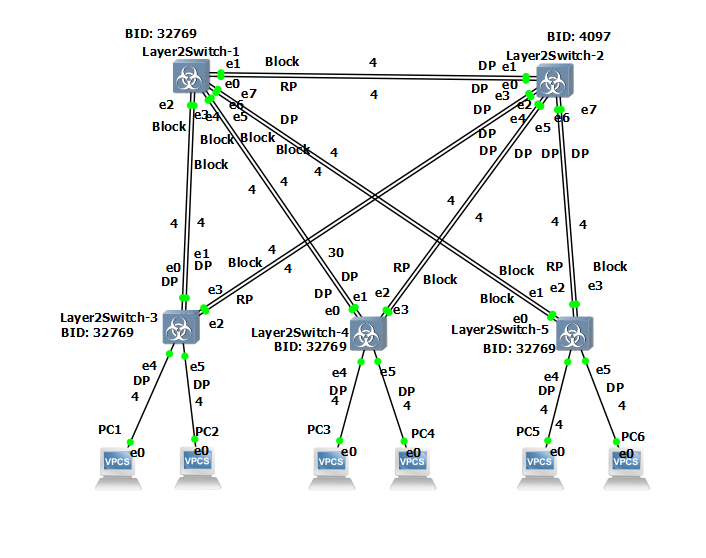 BID: 32769
BID: 4097
Layer2Switch-1
Layer2Switch-2
e1
Block
4
DP
e1
e0
RP
4
DP
e0
e7
e3
e2
e3
e4
e6
e5
DP
DP
e2
e4
e5
e6
e7
Block
Block
Block
Block
DP
DP
DP
DP
DP
Block
4
4
4
4
4
4
4
4
4
4
4
30
e1
DP
e0
DP
Block
4
4
DP
RP
Block
Block
RP
Block
e3
RP
e2
DP
e0
e1
e2
e3
Block
e1
e2
e3
e0
Layer2Switch-3
BID: 32769
Layer2Switch-4
BID: 32769
Layer2Switch-5
BID: 32769
e4
DP
4
e5
DP
4
e4
DP
4
e5
DP
4
e4
DP
4
4
e5
DP
4
PC1
e0
PC2
e0
PC3
e0
PC4
e0
PC5
e0
PC6
e0
VPCS
VPCS
VPCS
VPCS
VPCS
VPCS